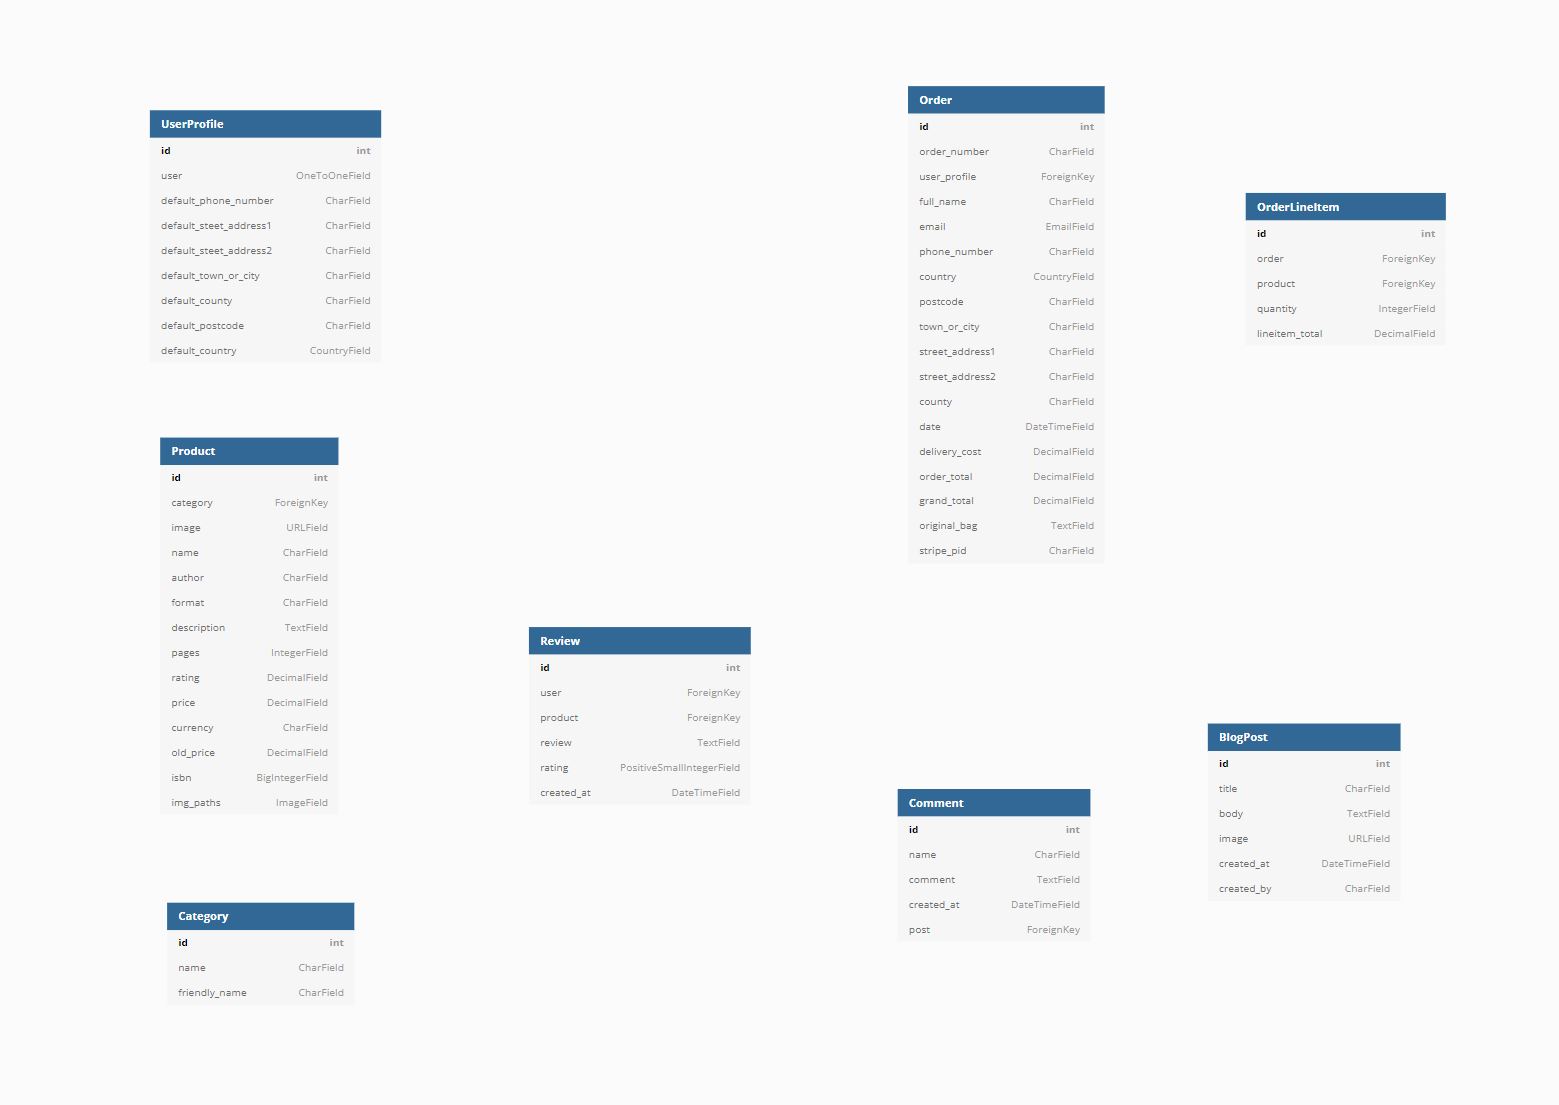 UserProfile
id int
user OneToOneField
default_phone_number CharField
default_steet_address1 CharField
default_steet_address2 CharField
default_town_or_city CharField
default_county CharField
default_postcode CharField
default_country CountryField
Product
id int
category ForeignKey
image URLField
name CharField
author CharField
format CharField
description TextField
pages IntegerField
rating DecimalField
price DecimalField
currency CharField
old_price DecimalField
isbn BigIntegerField
img_paths ImageField
Category
id int
name CharField
friendly_name CharField
Review
id int
user ForeignKey
product ForeignKey
review TextField
rating PositiveSmallIntegerField
created_at DateTimeField
Order
id int
order_number CharField
user_profile ForeignKey
full_name CharField
email EmailField
phone_number CharField
country CountryField
postcode CharField
town_or_city CharField
street_address1 CharField
street_address2 CharField
county CharField
date DateTimeField
delivery_cost DecimalField
order_total DecimalField
grand_total DecimalField
original_bag TextField
stripe_pid CharField
OrderLineItem
id int
order ForeignKey
product ForeignKey
quantity IntegerField
lineitem_total DecimalField
Comment
id int
name CharField
comment TextField
created_at DateTimeField
post ForeignKey
BlogPost
id int
title CharField
body TextField
image URLField
created_at DateTimeField
created_by CharField